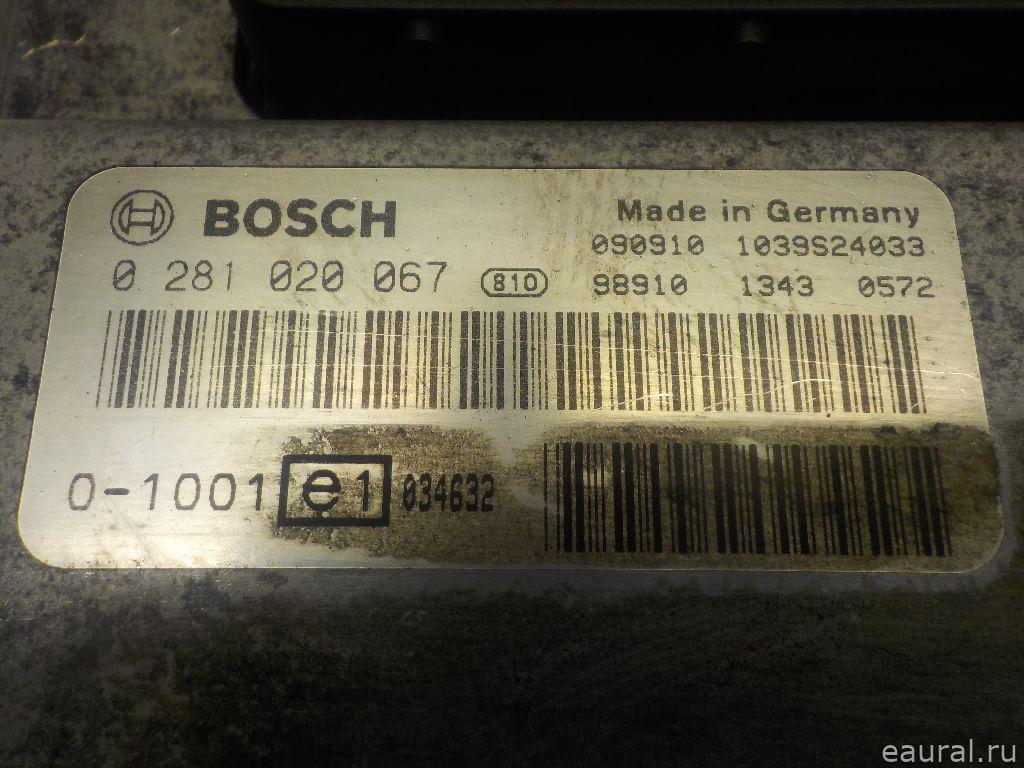 BOSCH
Made in Germany
090910 1039S24033
0 281 020 067 810 98910 1343 0572
0-1001 e1 034632
eaural.ru